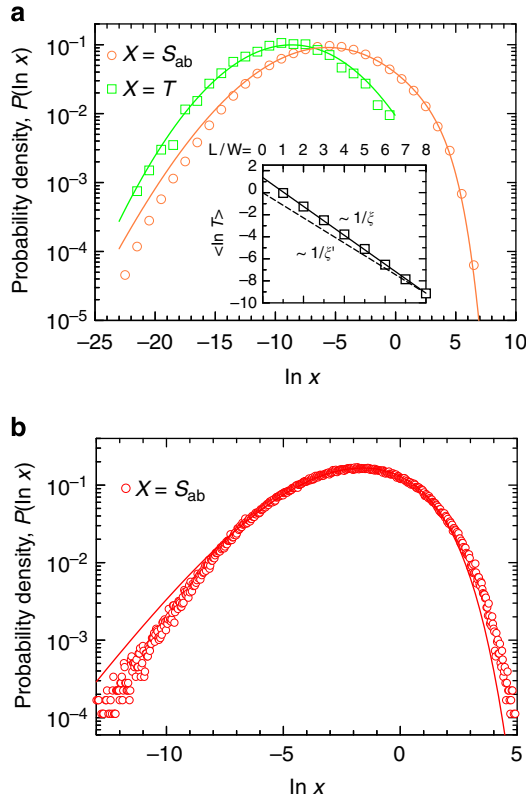 a
Probability density, P(ln x)
10⁻¹
10⁻²
10⁻³
10⁻⁴
10⁻⁵
X = S_ab
X = T
L/W= 0 1 2 3 4 5 6 7 8
2
0
−2
−4
−6
−8
−10
<ln T>
~ 1/ξ
~ 1/ξ'
−25 −20 −15 −10 −5 0 5 10
ln x
b
Probability density, P(ln x)
10⁻¹
10⁻²
10⁻³
10⁻⁴
X = S_ab
−10 −5 0 5
ln x